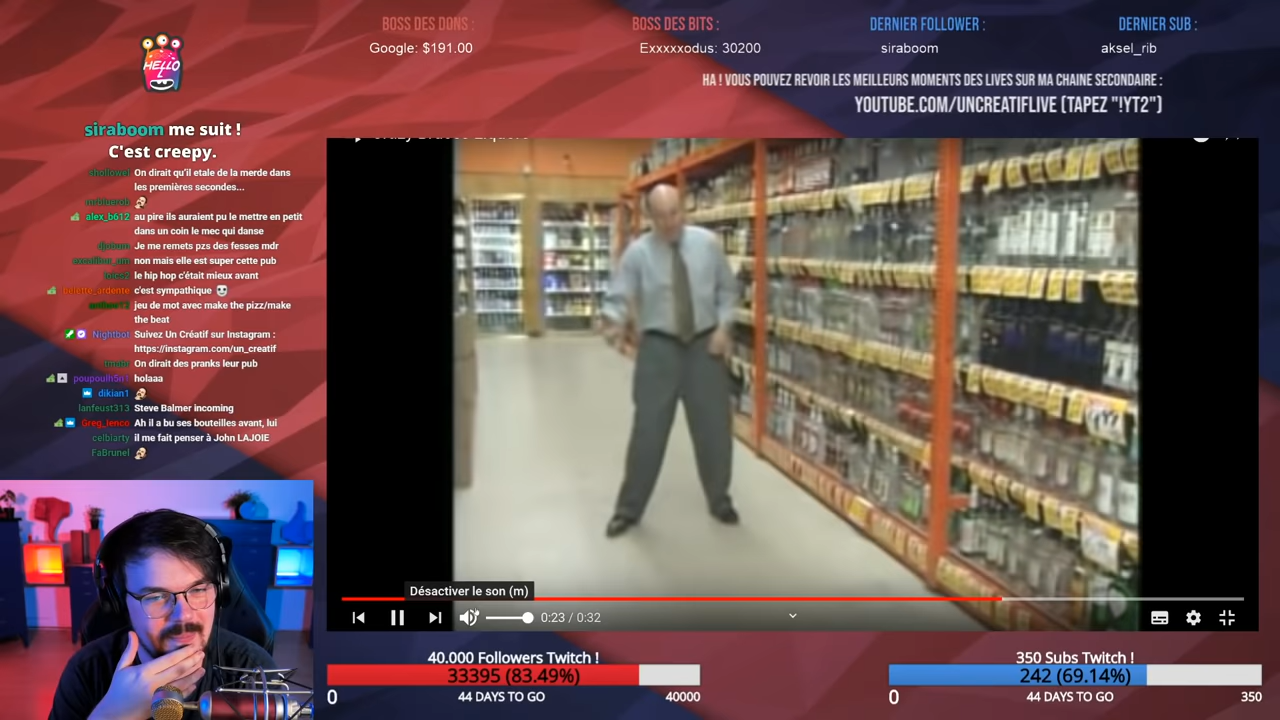 BOSS DES DONS :
Google: $191.00
BOSS DES BITS :
Exxxxxodus: 30200
DERNIER FOLLOWER :
siraboom
DERNIER SUB :
aksel_rib
HA ! VOUS POUVEZ REVOIR LES MEILLEURS MOMENTS DES LIVES SUR MA CHAINE SECONDAIRE :
YOUTUBE.COM/UNCREATIFLIVE (TAPEZ "!YT2")
HELLO
siraboom me suit !
C'est creepy.
On dirait qu'il etale de la merde dans
les premières secondes...
alex_b612 au pire ils auraient pu le mettre en petit
dans un coin le mec qui danse
Je me remets pzs des fesses mdr
non mais elle est super cette pub
le hip hop c'était mieux avant
c'est sympathique
jeu de mot avec make the pizz/make
the beat
Nightbot Suivez Un Créatif sur Instagram :
https://instagram.com/un_creatif
On dirait des pranks leur pub
holaaa
dikian1
lanfeust313 Steve Balmer incoming
Greg_lenco Ah il a bu ses bouteilles avant, lui
celbiarty il me fait penser à John LAJOIE
FaBrunel
Désactiver le son (m)
0:23 / 0:32
40.000 Followers Twitch !
33395 (83.49%)
0 44 DAYS TO GO 40000
350 Subs Twitch !
242 (69.14%)
0 44 DAYS TO GO 350